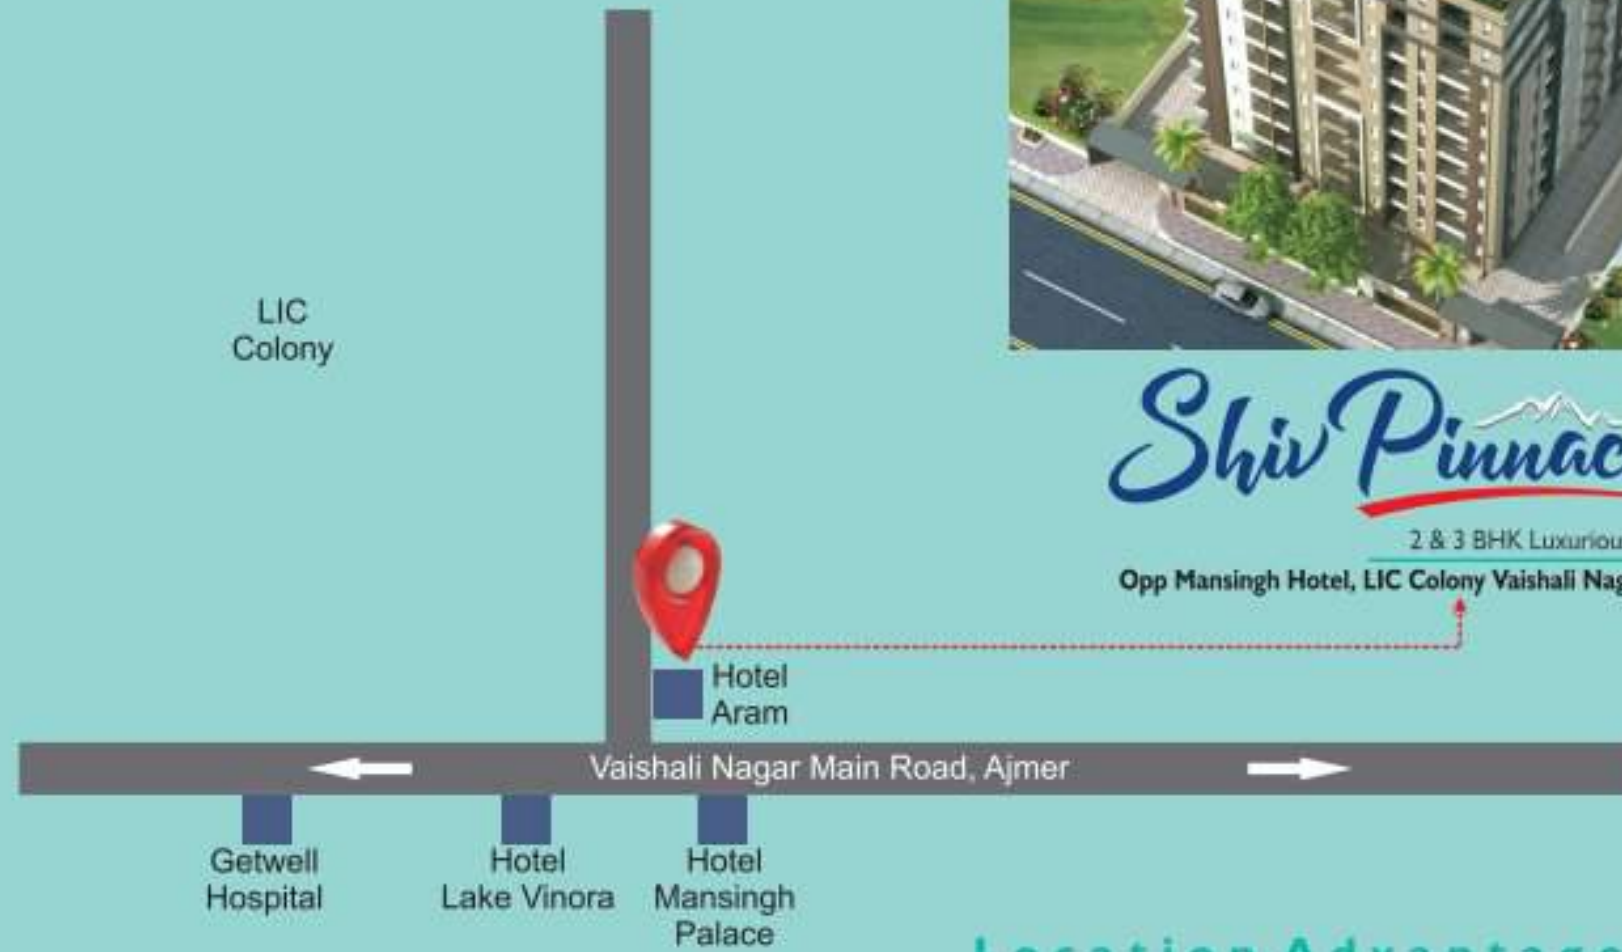 LIC
Colony
Shiv Pinnac
2 & 3 BHK Luxuriou
Opp Mansingh Hotel, LIC Colony Vaishali Nag
Hotel
Aram
Vaishali Nagar Main Road, Ajmer
Getwell
Hospital
Hotel
Lake Vinora
Hotel
Mansingh
Palace